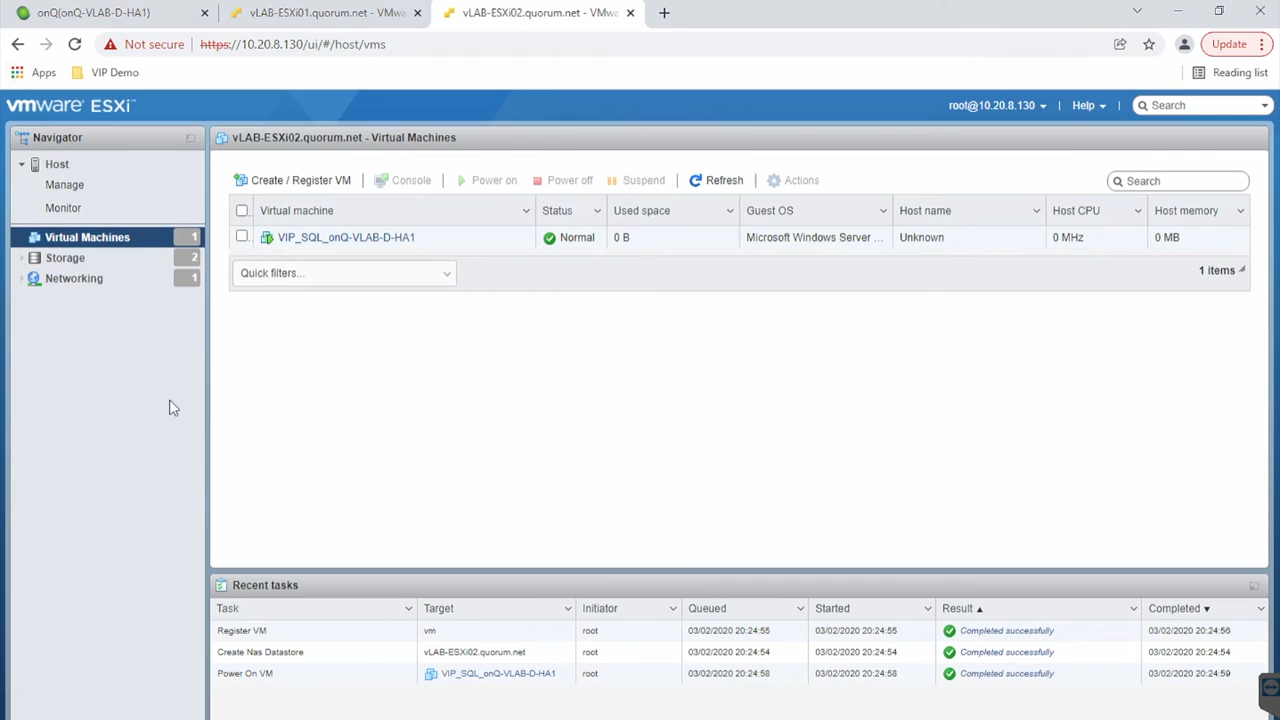 onQ(onQ-VLAB-D-HA1)
vLAB-ESXi01.quorum.net - VMwa
vLAB-ESXi02.quorum.net - VMwa
Not secure
https://10.20.8.130/ui/#/host/vms
Update
Apps
VIP Demo
Reading list
vmware ESXi™
root@10.20.8.130
Help
Search
Navigator
Host
Manage
Monitor
Virtual Machines 1
Storage 2
Networking 1
vLAB-ESXi02.quorum.net - Virtual Machines
Create / Register VM
Console
Power on
Power off
Suspend
Refresh
Actions
Search
Virtual machine Status Used space Guest OS Host name Host CPU Host memory
VIP_SQL_onQ-VLAB-D-HA1 Normal 0 B Microsoft Windows Server ... Unknown 0 MHz 0 MB
Quick filters...
1 items
Recent tasks
Task Target Initiator Queued Started Result Completed
Register VM vm root 03/02/2020 20:24:55 03/02/2020 20:24:55 Completed successfully 03/02/2020 20:24:56
Create Nas Datastore vLAB-ESXi02.quorum.net root 03/02/2020 20:24:54 03/02/2020 20:24:54 Completed successfully 03/02/2020 20:24:54
Power On VM VIP_SQL_onQ-VLAB-D-HA1 root 03/02/2020 20:24:58 03/02/2020 20:24:58 Completed successfully 03/02/2020 20:24:59